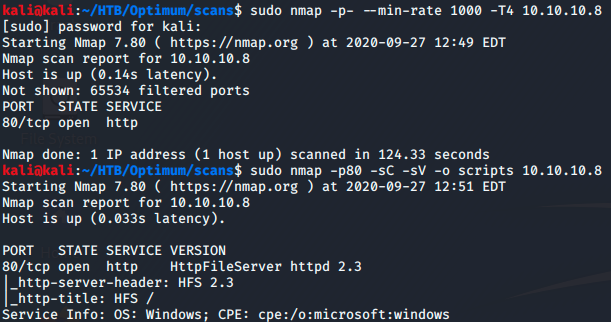 kali@kali:~/HTB/Optimum/scans$ sudo nmap -p- --min-rate 1000 -T4 10.10.10.8
[sudo] password for kali:
Starting Nmap 7.80 ( https://nmap.org ) at 2020-09-27 12:49 EDT
Nmap scan report for 10.10.10.8
Host is up (0.14s latency).
Not shown: 65534 filtered ports
PORT   STATE SERVICE
80/tcp open  http
Nmap done: 1 IP address (1 host up) scanned in 124.33 seconds
kali@kali:~/HTB/Optimum/scans$ sudo nmap -p80 -sC -sV -o scripts 10.10.10.8
Starting Nmap 7.80 ( https://nmap.org ) at 2020-09-27 12:51 EDT
Nmap scan report for 10.10.10.8
Host is up (0.033s latency).
PORT   STATE SERVICE VERSION
80/tcp open  http    HttpFileServer httpd 2.3
|_http-server-header: HFS 2.3
|_http-title: HFS /
Service Info: OS: Windows; CPE: cpe:/o:microsoft:windows